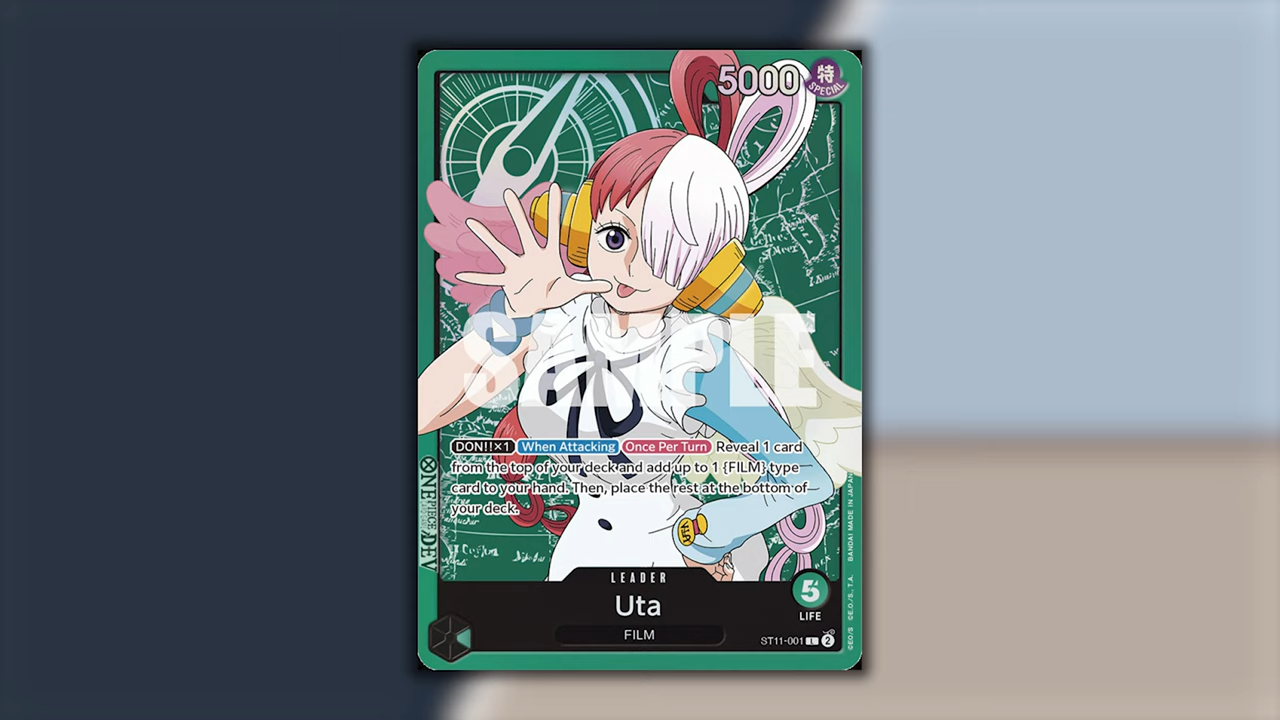 5000
特
SPECIAL
SAMPLE
DON!!×1 When Attacking Once Per Turn Reveal 1 card
from the top of your deck and add up to 1 {FILM} type
card to your hand. Then, place the rest at the bottom of
your deck.
UTA
ONE PIECE
DEV
©E.O/S ©E.O./S., T.A. BANDAI MADE IN JAPAN
LEADER
Uta
FILM
5
LIFE
ST11-001 L 2